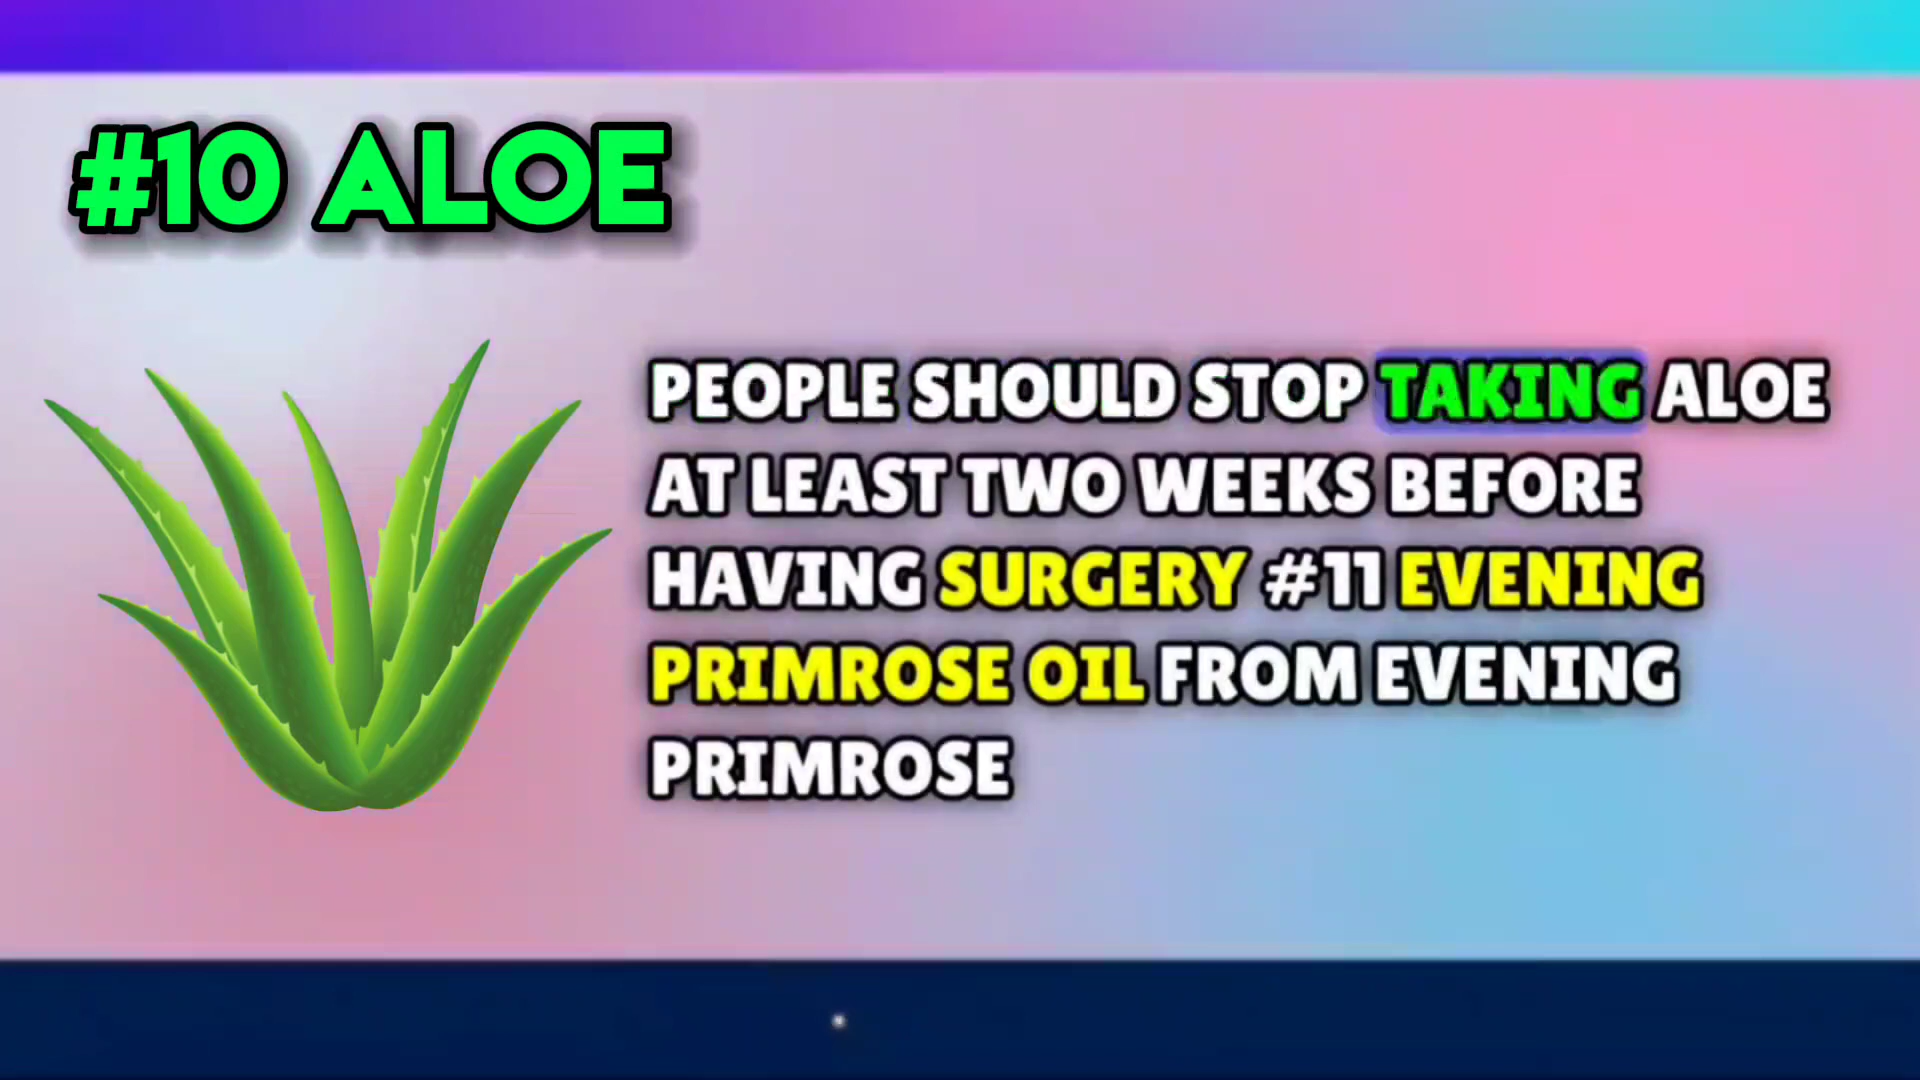 #10 ALOE
PEOPLE SHOULD STOP TAKING ALOE
AT LEAST TWO WEEKS BEFORE
HAVING SURGERY #11 EVENING
PRIMROSE OIL FROM EVENING
PRIMROSE